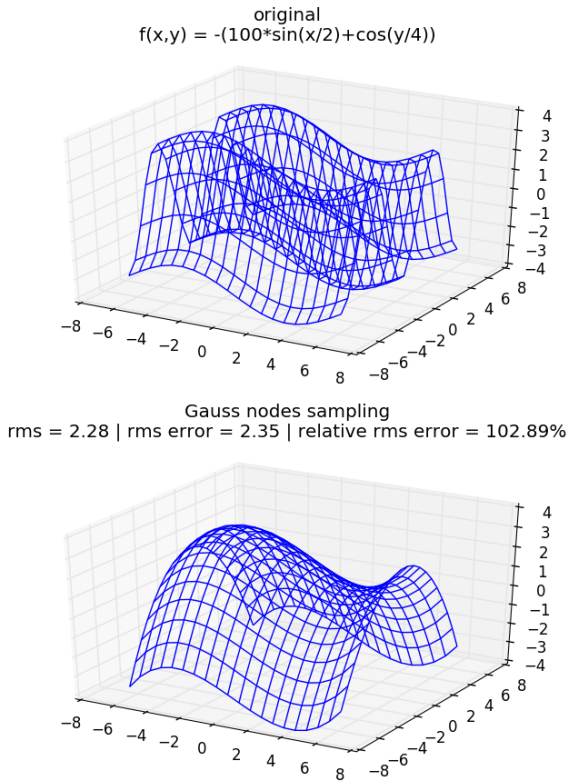 original
f(x,y) = -(100*sin(x/2)+cos(y/4))
4
3
2
1
0
−1
−2
−3
−4
−8 −6 −4 −2 0 2 4 6 8
−8 −6 −4 −2 0 2 4 6 8
Gauss nodes sampling
rms = 2.28 | rms error = 2.35 | relative rms error = 102.89%
4
3
2
1
0
−1
−2
−3
−4
−8 −6 −4 −2 0 2 4 6 8
−8 −6 −4 −2 0 2 4 6 8